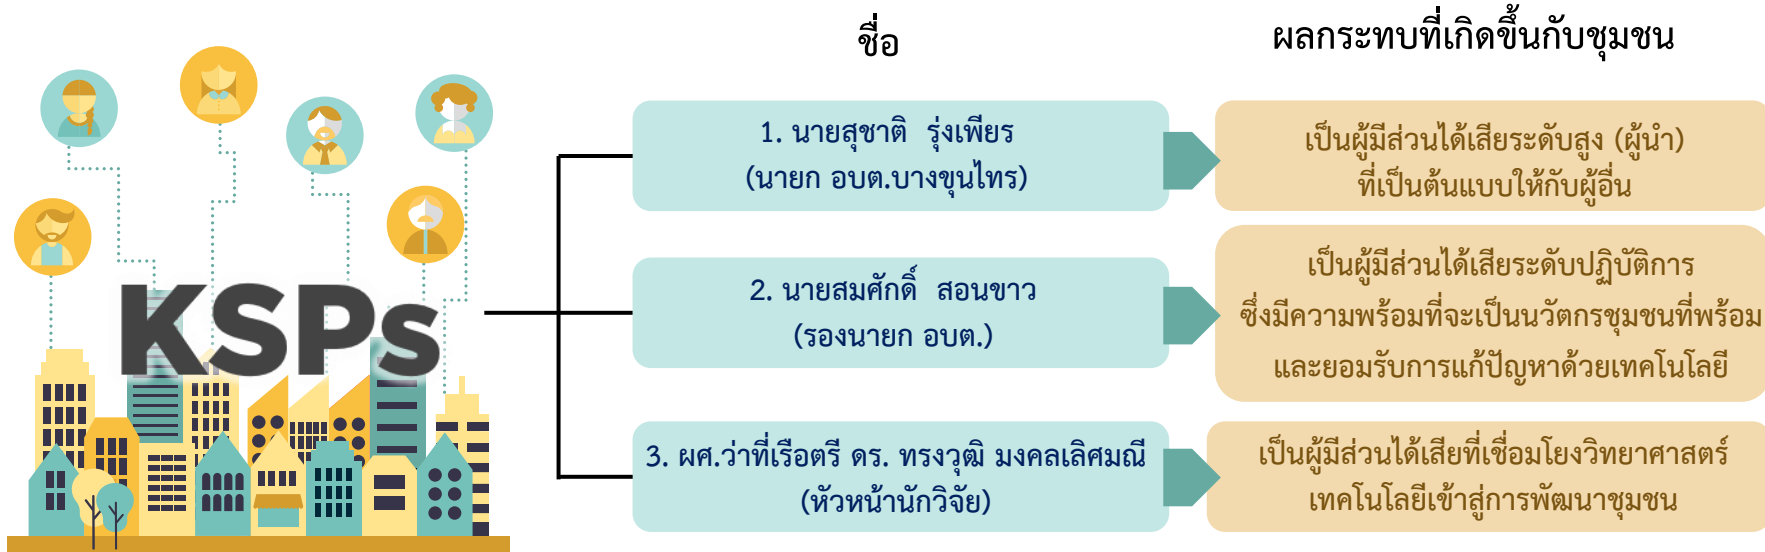 ชื่อ
ผลกระทบที่เกิดขึ้นกับชุมชน
KSPs
1. นายสุชาติ  รุ่งเพียร
(นายก อบต.บางขุนไทร)
เป็นผู้มีส่วนได้เสียระดับสูง (ผู้นำ)
ที่เป็นต้นแบบให้กับผู้อื่น
2. นายสมศักดิ์  สอนขาว
(รองนายก อบต.)
เป็นผู้มีส่วนได้เสียระดับปฏิบัติการ
ซึ่งมีความพร้อมที่จะเป็นนวัตกรชุมชนที่พร้อม
และยอมรับการแก้ปัญหาด้วยเทคโนโลยี
3. ผศ.ว่าที่เรือตรี ดร. ทรงวุฒิ มงคลเลิศมณี
(หัวหน้านักวิจัย)
เป็นผู้มีส่วนได้เสียที่เชื่อมโยงวิทยาศาสตร์
เทคโนโลยีเข้าสู่การพัฒนาชุมชน